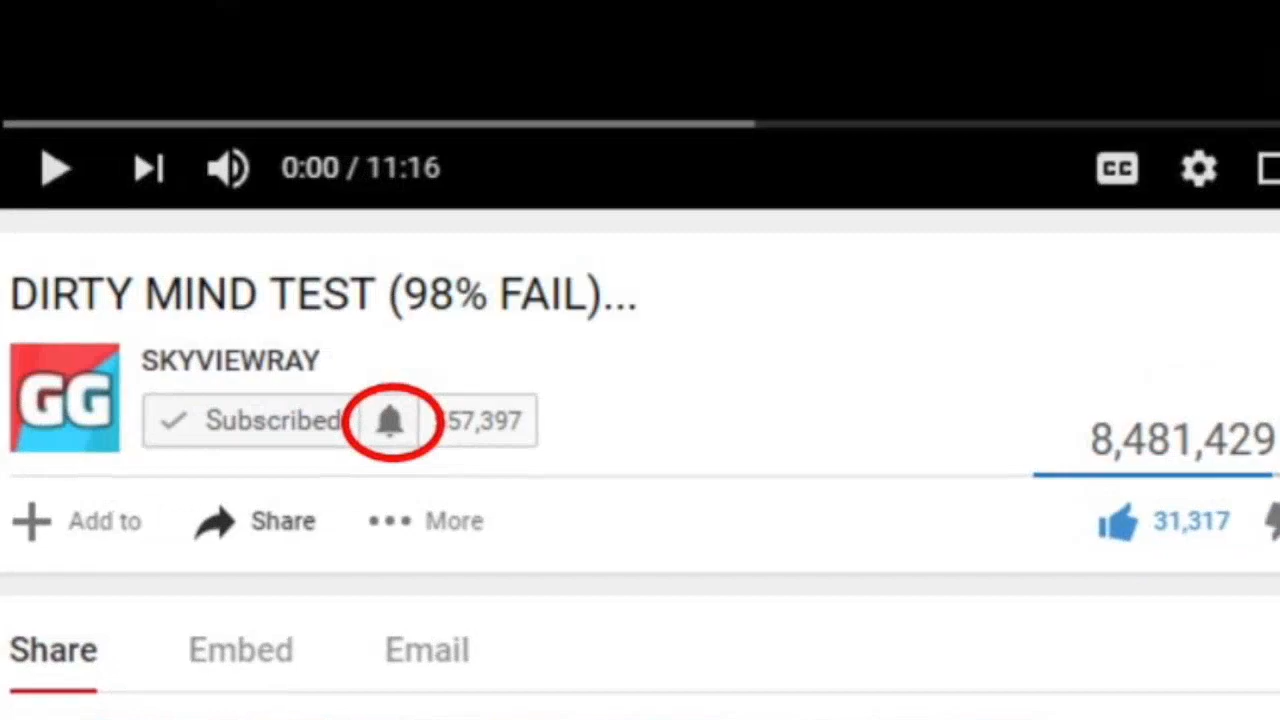 0:00 / 11:16
CC
DIRTY MIND TEST (98% FAIL)...
GG
SKYVIEWRAY
Subscribed
57,397
8,481,429
Add to
Share
More
31,317
Share
Embed
Email